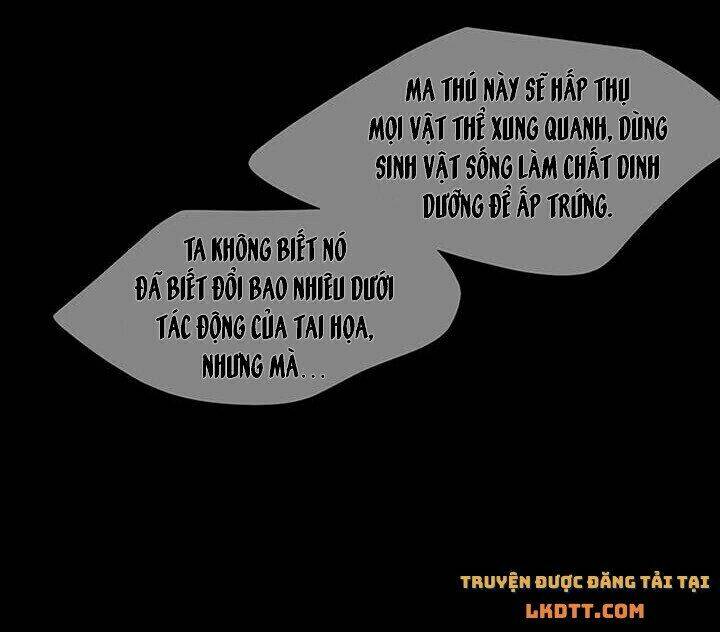 MA THÚ NÀY SẼ HẤP THỤ
MỌI VẬT THỂ XUNG QUANH, DÙNG
SINH VẬT SỐNG LÀM CHẤT DINH
DƯỠNG ĐỂ ẤP TRỨNG.
TA KHÔNG BIẾT NÓ
ĐÃ BIẾT ĐỔI BAO NHIÊU DƯỚI
TÁC ĐỘNG CỦA TAI HỌA,
NHƯNG MÀ...
TRUYỆN ĐƯỢC ĐĂNG TẢI TẠI
LKDTT.COM